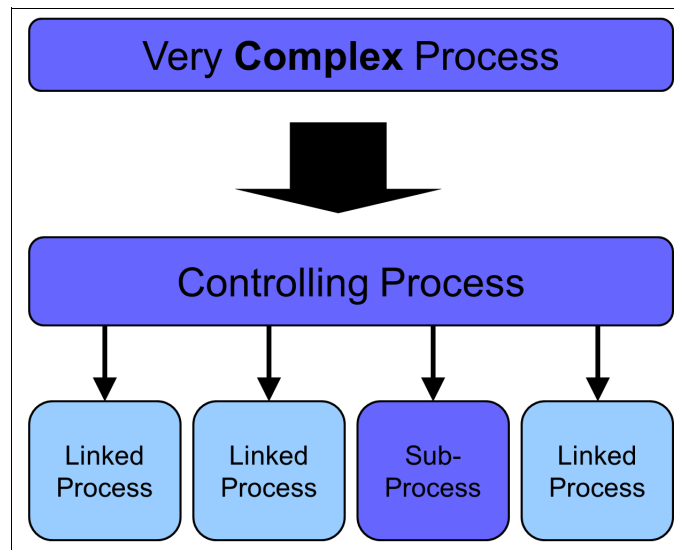 Very Complex Process
Controlling Process
Linked
Process
Linked
Process
Sub-
Process
Linked
Process